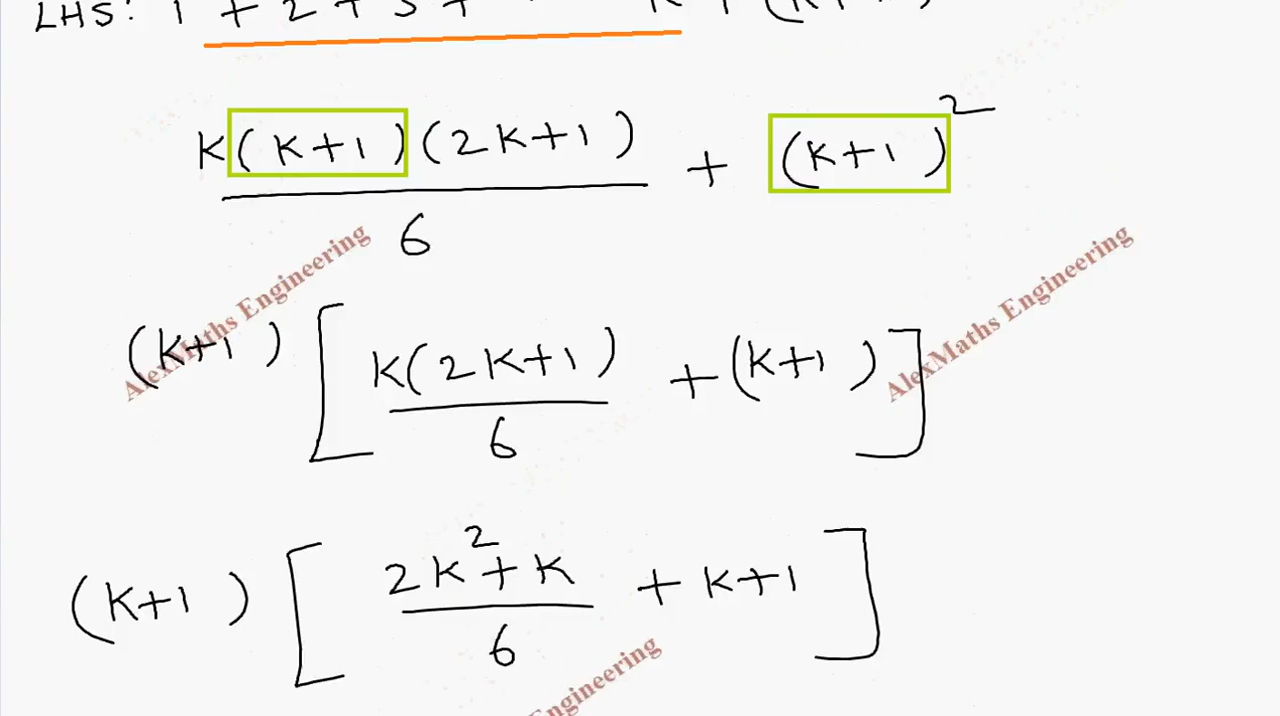 LHS: 1 + 2 + 3 +
K(K+1)(2K+1) + (K+1)²
6
(K+1) [ K(2K+1) + (K+1) ]
6
(K+1) [ 2K² + K + K+1 ]
6
AlexMaths Engineering
AlexMaths Engineering
Engineering